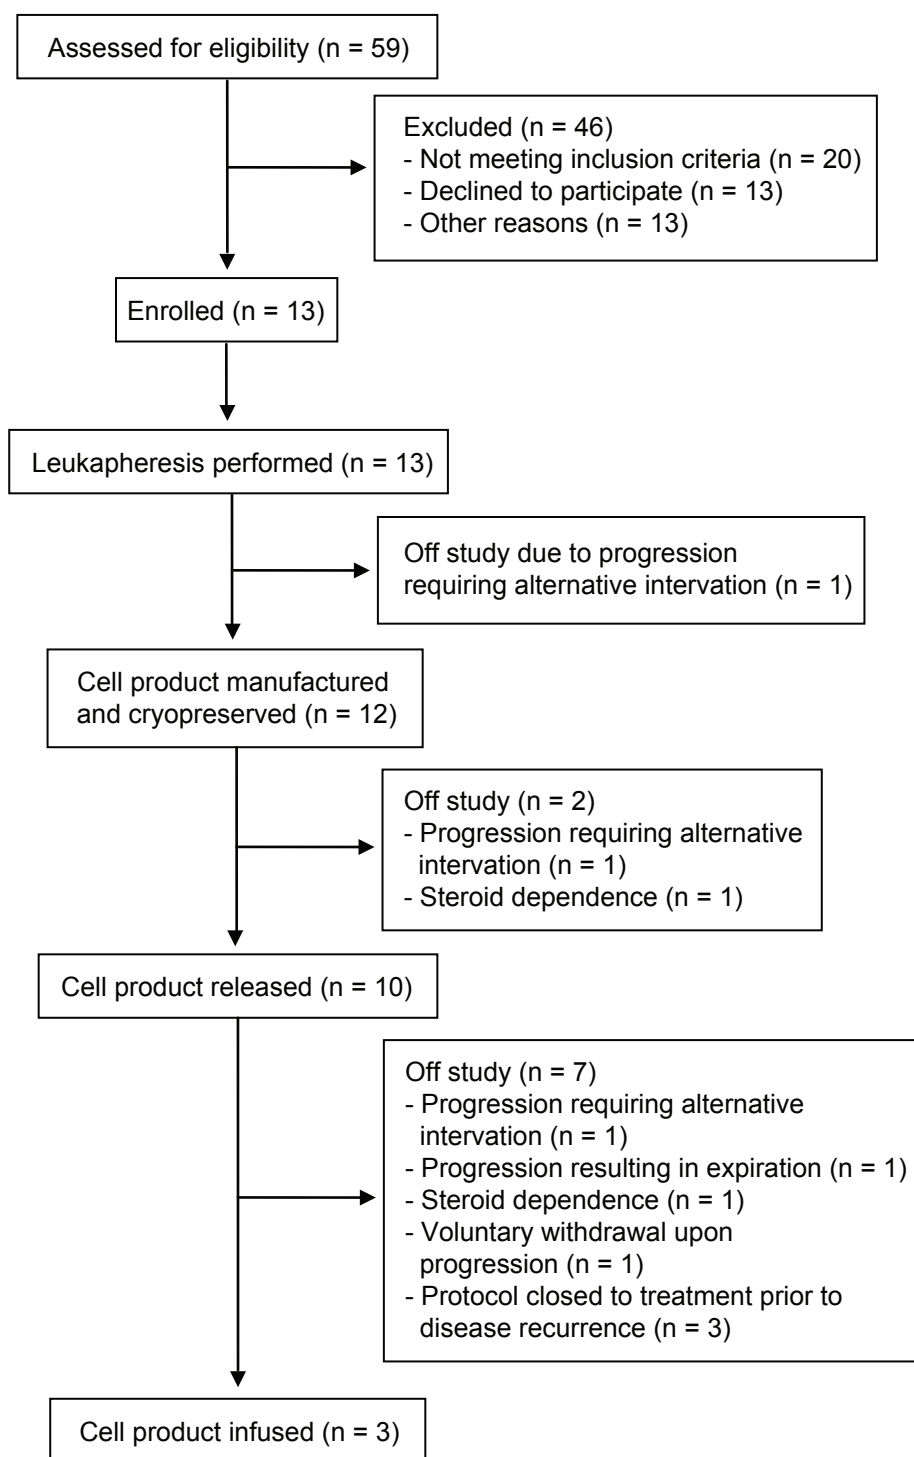 Assessed for eligibility (n = 59)
Excluded (n = 46)
- Not meeting inclusion criteria (n = 20)
- Declined to participate (n = 13)
- Other reasons (n = 13)
Enrolled (n = 13)
Leukapheresis performed (n = 13)
Off study due to progression
requiring alternative intervation (n = 1)
Cell product manufactured
and cryopreserved (n = 12)
Off study (n = 2)
- Progression requiring alternative
intervation (n = 1)
- Steroid dependence (n = 1)
Cell product released (n = 10)
Off study (n = 7)
- Progression requiring alternative
intervation (n = 1)
- Progression resulting in expiration (n = 1)
- Steroid dependence (n = 1)
- Voluntary withdrawal upon
progression (n = 1)
- Protocol closed to treatment prior to
disease recurrence (n = 3)
Cell product infused (n = 3)